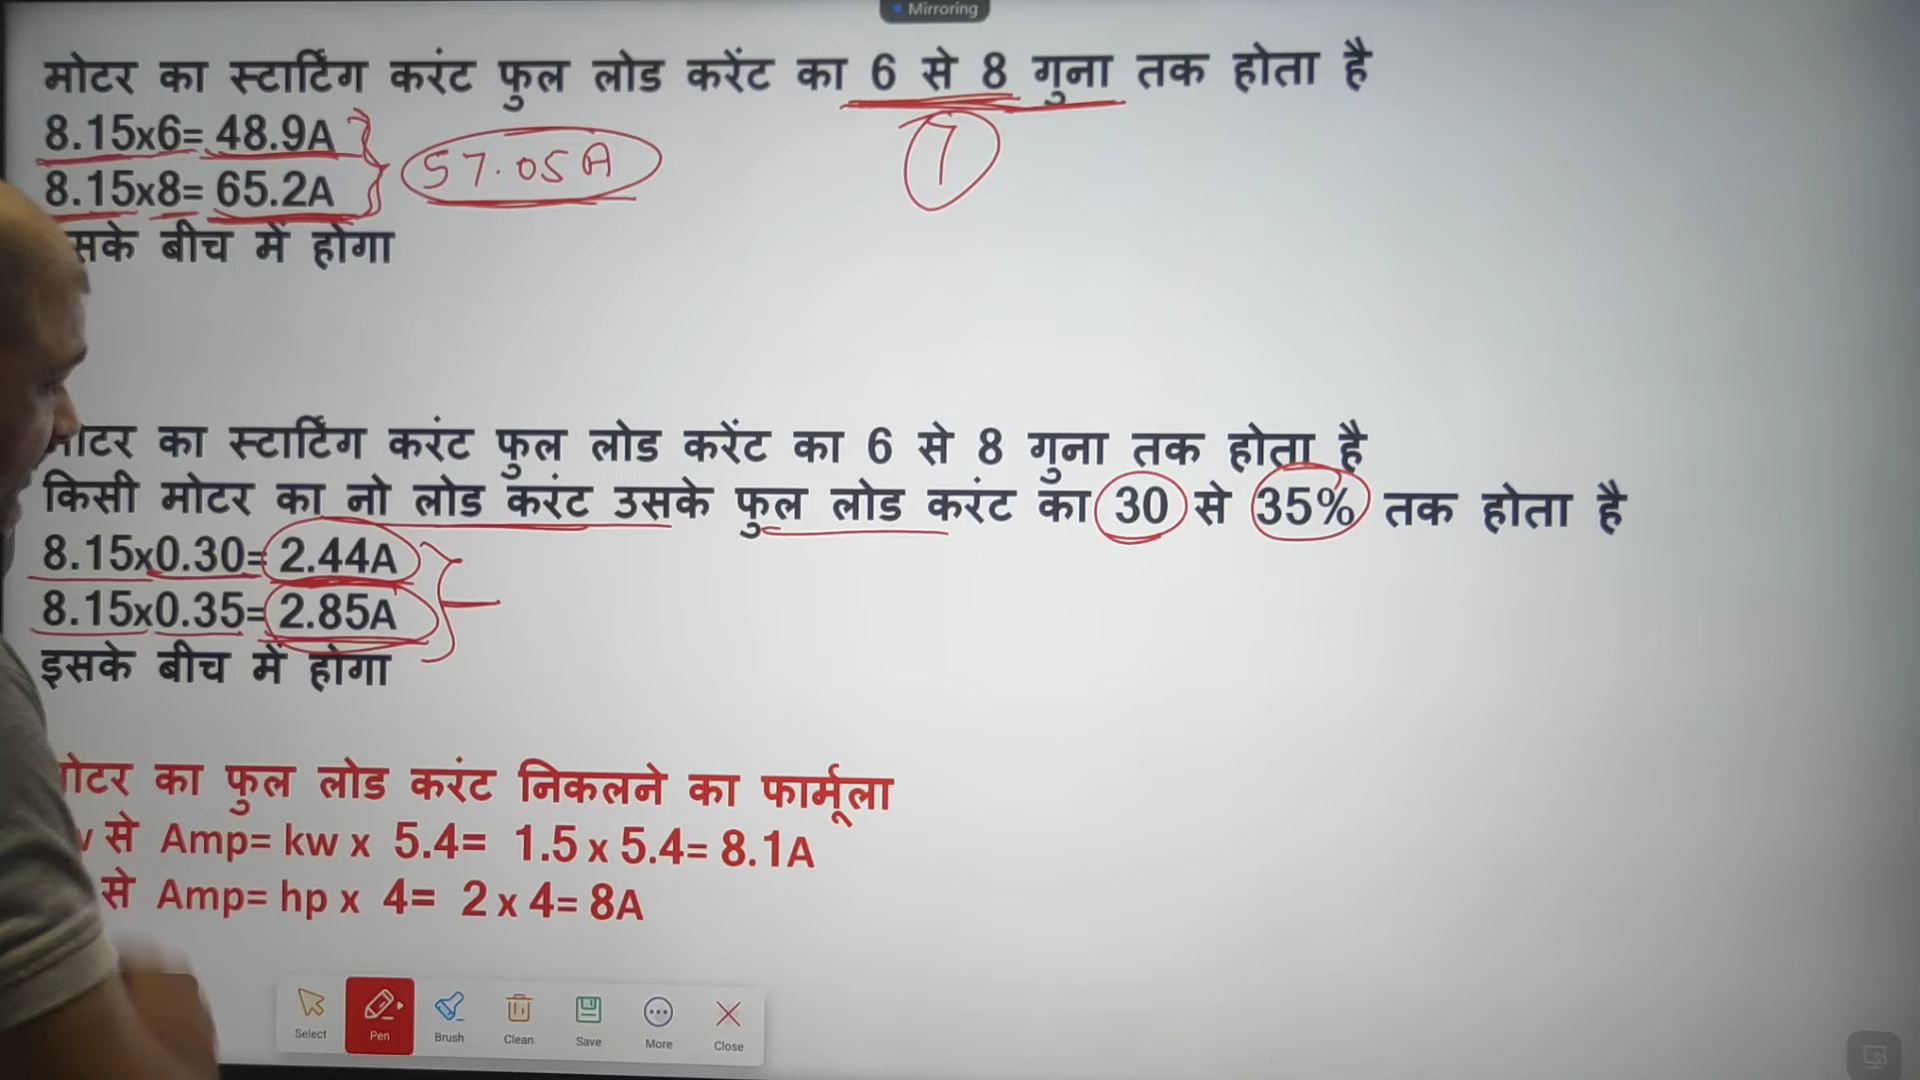 Mirroring
मोटर का स्टार्टिंग करंट फुल लोड करेंट का 6 से 8 गुना तक होता है
7
8.15x6= 48.9A
57.05A
8.15x8= 65.2A
बीच में होगा
का स्टार्टिंग करंट फुल लोड करेंट का 6 से 8 गुना तक होता है
किसी मोटर का नो लोड करंट उसके फुल लोड करंट का 30 से 35% तक होता है
8.15x0.30= 2.44A
8.15x0.35= 2.85A
इसके बीच में होगा
का फुल लोड करंट निकलने का फार्मूला
से Amp= kw x 5.4= 1.5 x 5.4= 8.1A
से Amp= hp x 4= 2 x 4= 8A
Select Pen Brush Clean Save More Close